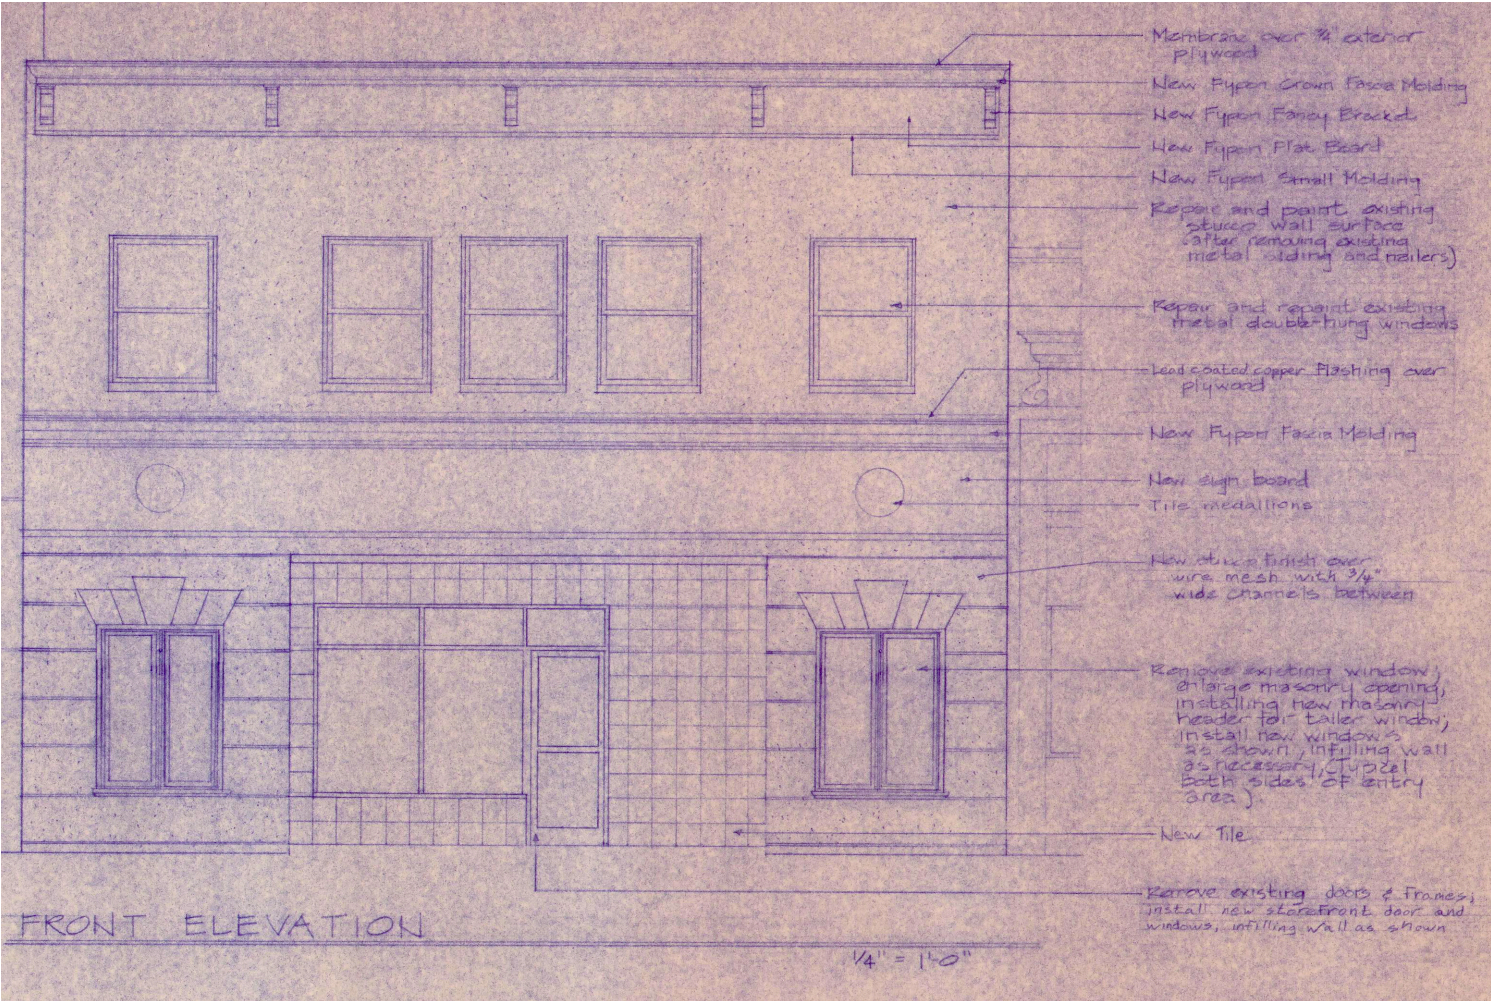 Membrane over 3/4" exterior
plywood
New Fypon Crown Fascia Molding
New Fypon Fancy Bracket
New Fypon Flat Board
New Fypon Small Molding
Repair and paint existing
stucco wall surface
(after removing existing
metal siding and nailers)
Repair and repaint existing
metal double-hung windows
Lead coated copper flashing over
plywood
New Fypon Fascia Molding
New sign board
Tile medallions
New stucco finish over
wire mesh with 3/4"
wide channels between
Remove existing window;
enlarge masonry opening,
installing new masonry
header for taller window;
install new windows
as shown, infilling wall
as necessary (Typical
both sides of entry
area)
New Tile
Remove existing doors & frames;
install new storefront door and
windows, infilling wall as shown
FRONT ELEVATION
1/4" = 1'-0"